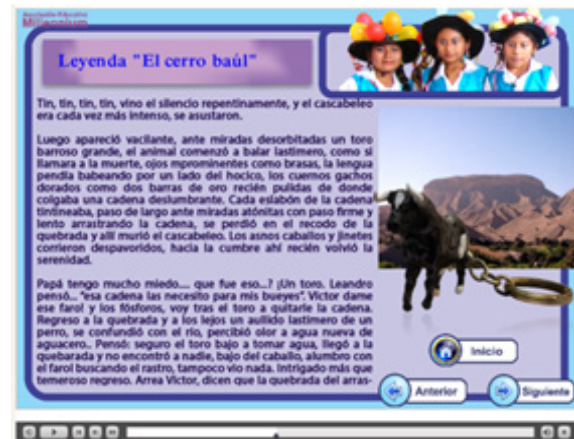 Asociación Educativa
Millennium
Leyenda "El cerro baúl"
Tin, tin, tin, tin, vino el silencio repentinamente, y el cascabeleo
era cada vez más intenso, se asustaron.
Luego apareció vacilante, ante miradas desorbitadas un toro
barroso grande, el animal comenzó a balar lastimero, como si
llamara a la muerte, ojos mprominentes como brasas, la lengua
pendía babeando por un lado del hocico, los cuernos gachos
dorados como dos barras de oro recién pulidas de donde
colgaba una cadena deslumbrante. Cada eslabón de la cadena
tintineaba, paso de largo ante miradas atónitas con paso firme y
lento arrastrando la cadena, se perdió en el recodo de la
quebrada y allí murió el cascabeleo. Los asnos caballos y jinetes
corrieron despavoridos, hacia la cumbre ahí recién volvió la
serenidad.
Papá tengo mucho miedo.... que fue eso...? ¡Un toro. Leandro
pensó... "esa cadena las necesito para mis bueyes". Víctor dame
ese farol y los fósforos, voy tras el toro a quitarle la cadena.
Regreso a la quebrada y a los lejos un aullido lastimero de un
perro, se confundió con el río, percibió olor a agua nueva de
aguacero.. Pensó: seguro el toro bajo a tomar agua, llegó a la
quebarada y no encontró a nadie, bajo del caballo, alumbro con
el farol buscando el rastro, tampoco vio nada. Intrigado más que
temeroso regreso. Arrea Víctor, dicen que la quebrada del arras-
Inicio
Anterior
Siguiente